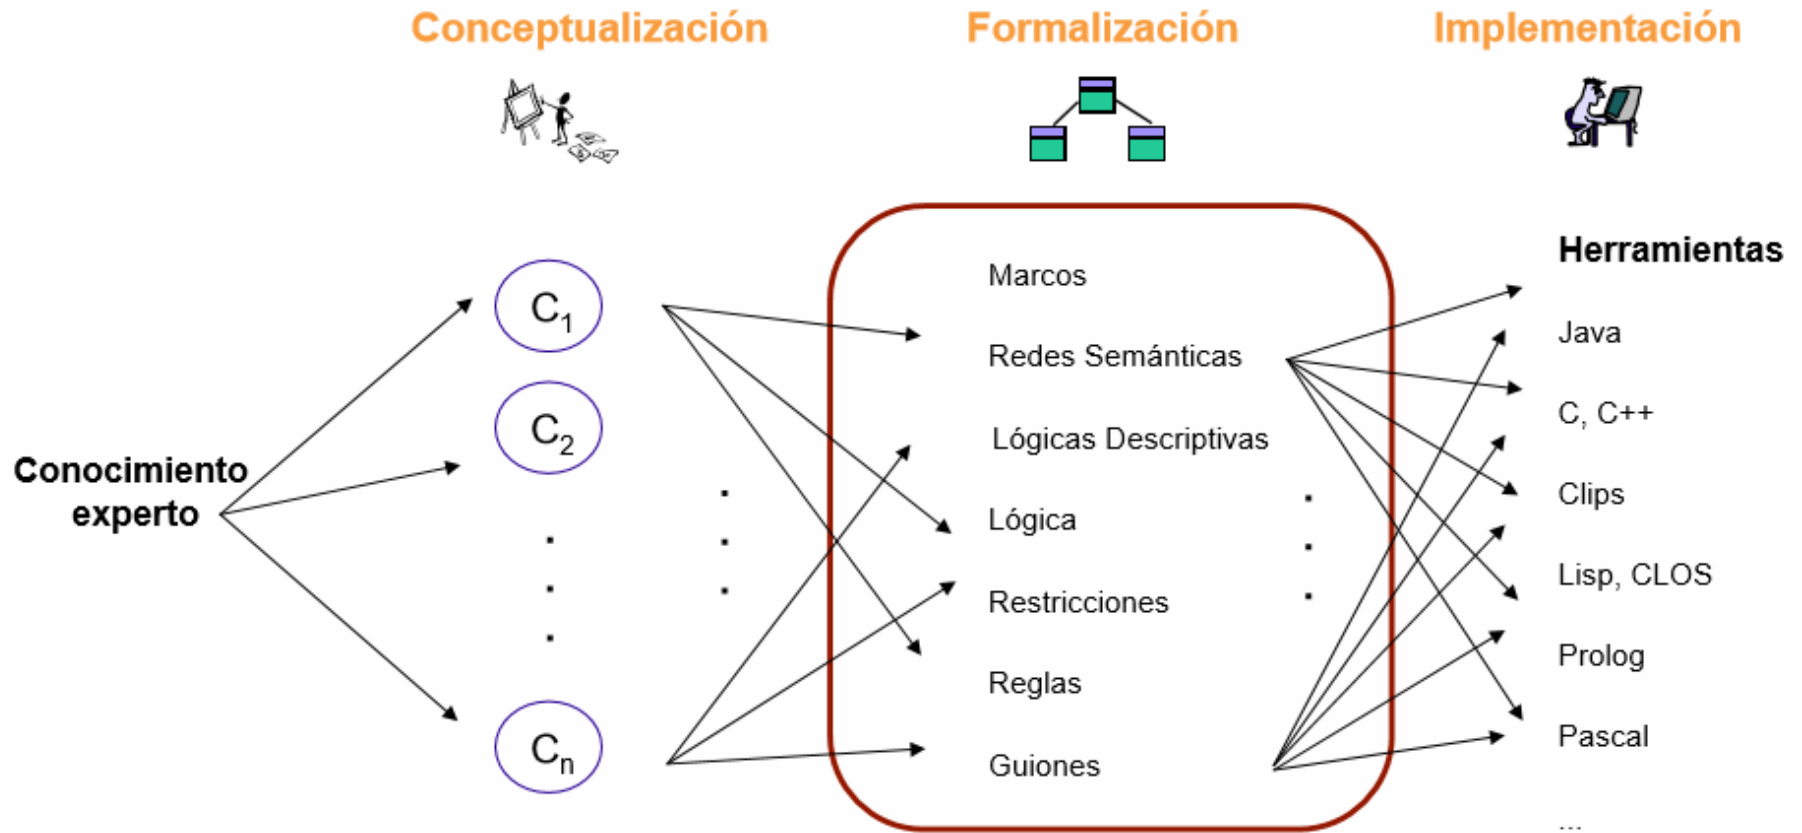 Conceptualización
Formalización
Implementación
Conocimiento
experto
C1
C2
Cn
Marcos
Redes Semánticas
Lógicas Descriptivas
Lógica
Restricciones
Reglas
Guiones
Herramientas
Java
C, C++
Clips
Lisp, CLOS
Prolog
Pascal
...